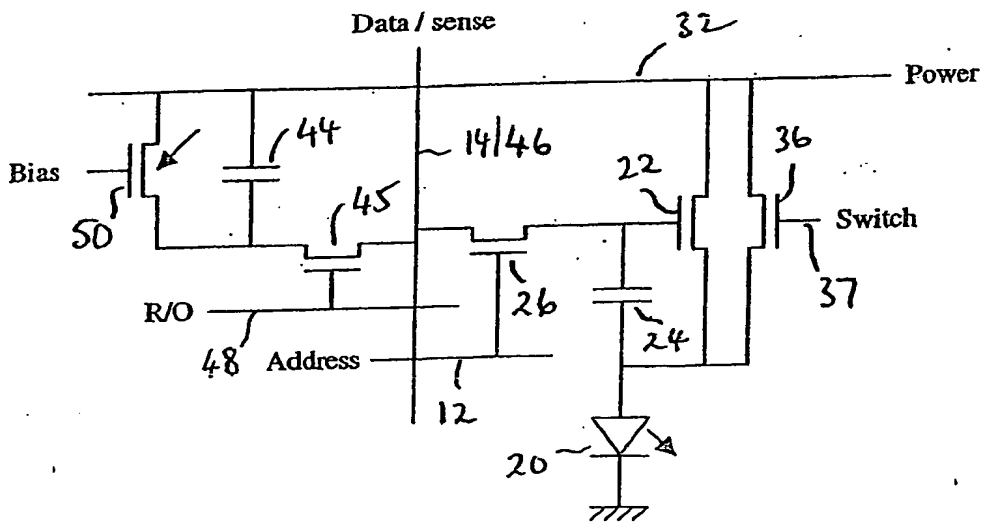 Data / sense
32
Power
44
14/46
36
Bias
22
45
50
Switch
26
37
R/O
24
48
Address
12
20